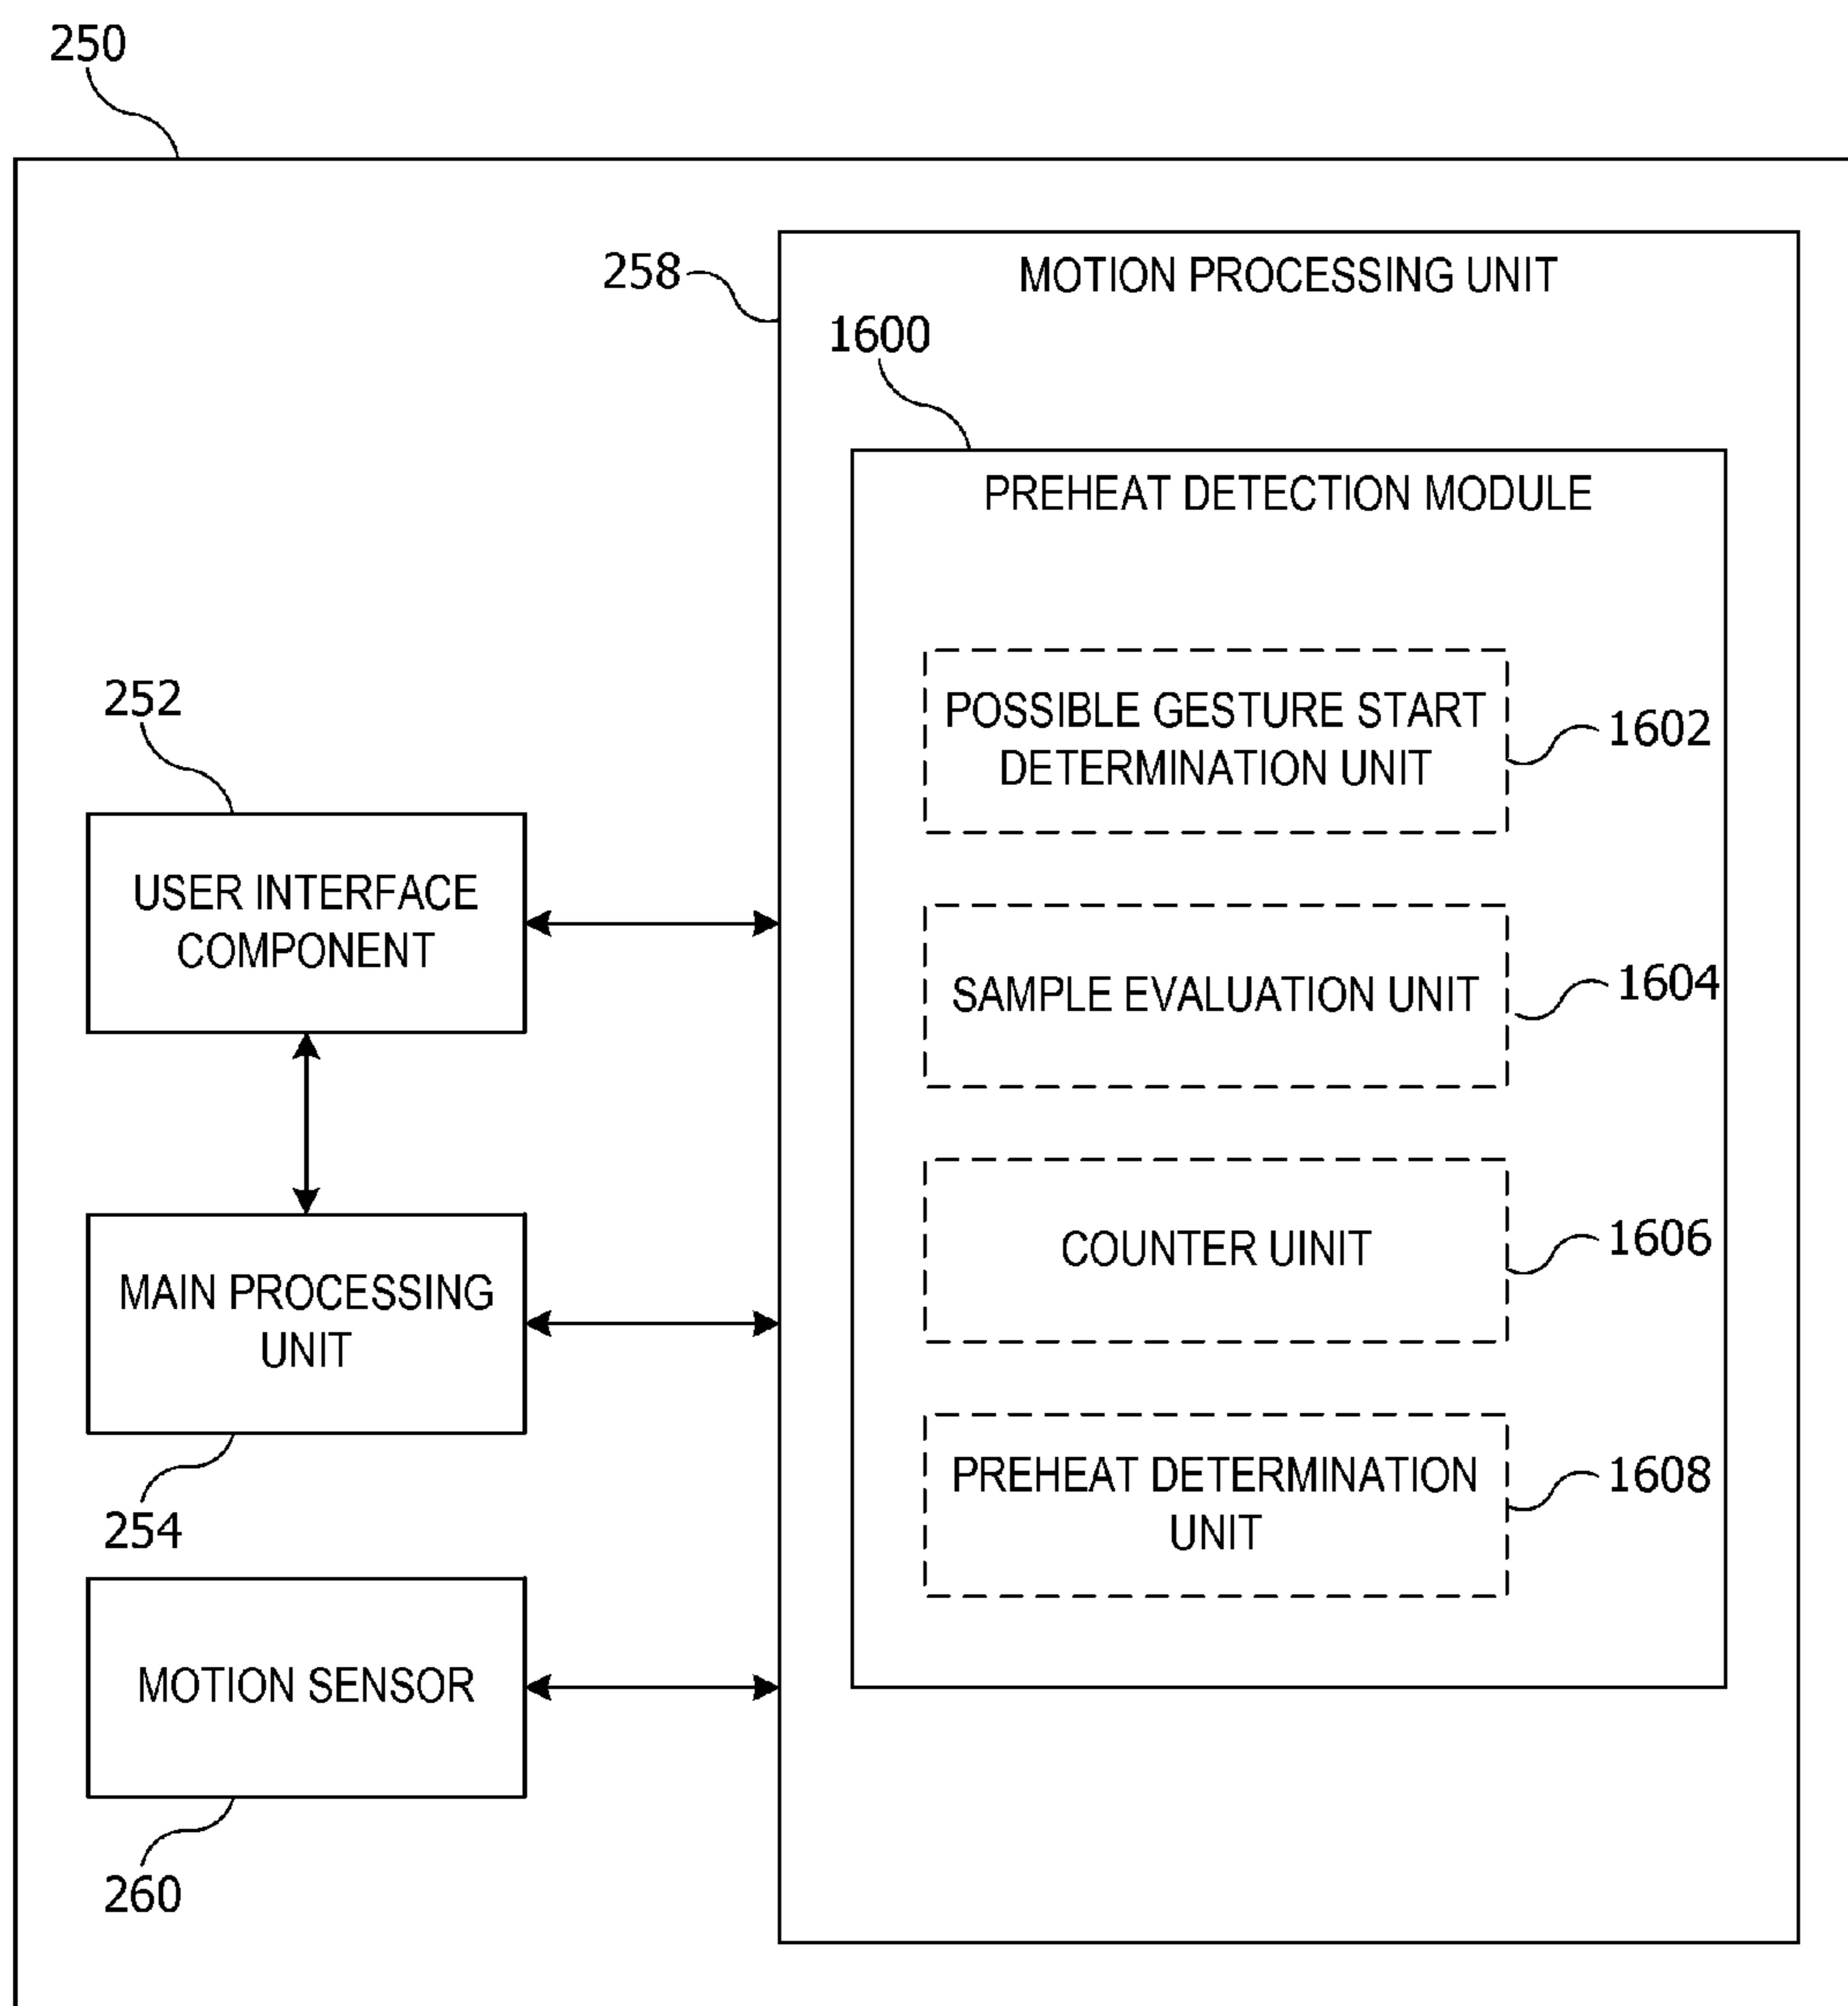 250
258
MOTION PROCESSING UNIT
1600
PREHEAT DETECTION MODULE
252
POSSIBLE GESTURE START
DETERMINATION UNIT
1602
USER INTERFACE
COMPONENT
SAMPLE EVALUATION UNIT
1604
MAIN PROCESSING
UNIT
COUNTER UINIT
1606
254
PREHEAT DETERMINATION
UNIT
1608
MOTION SENSOR
260